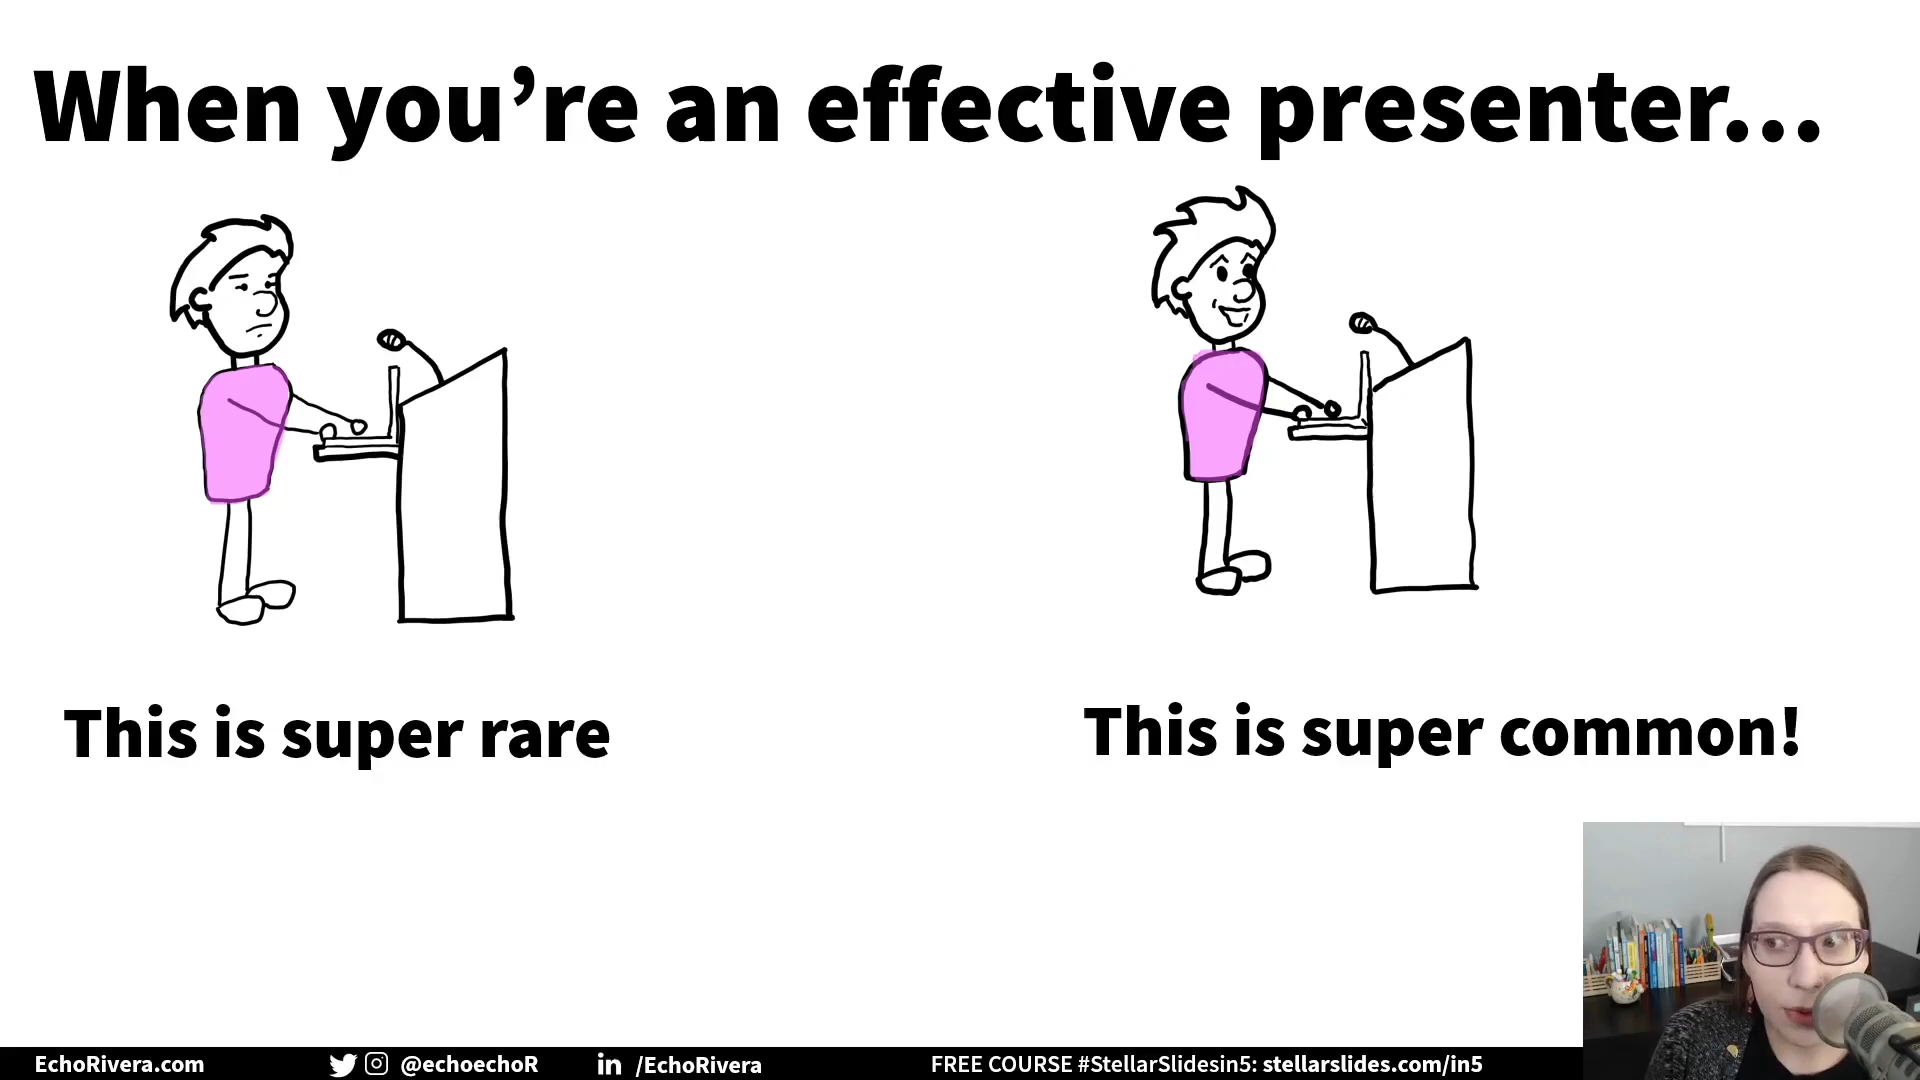 When you’re an effective presenter...
This is super rare
This is super common!
EchoRivera.com
@echoechoR
in /EchoRivera
FREE COURSE #StellarSlidesin5: stellarslides.com/in5